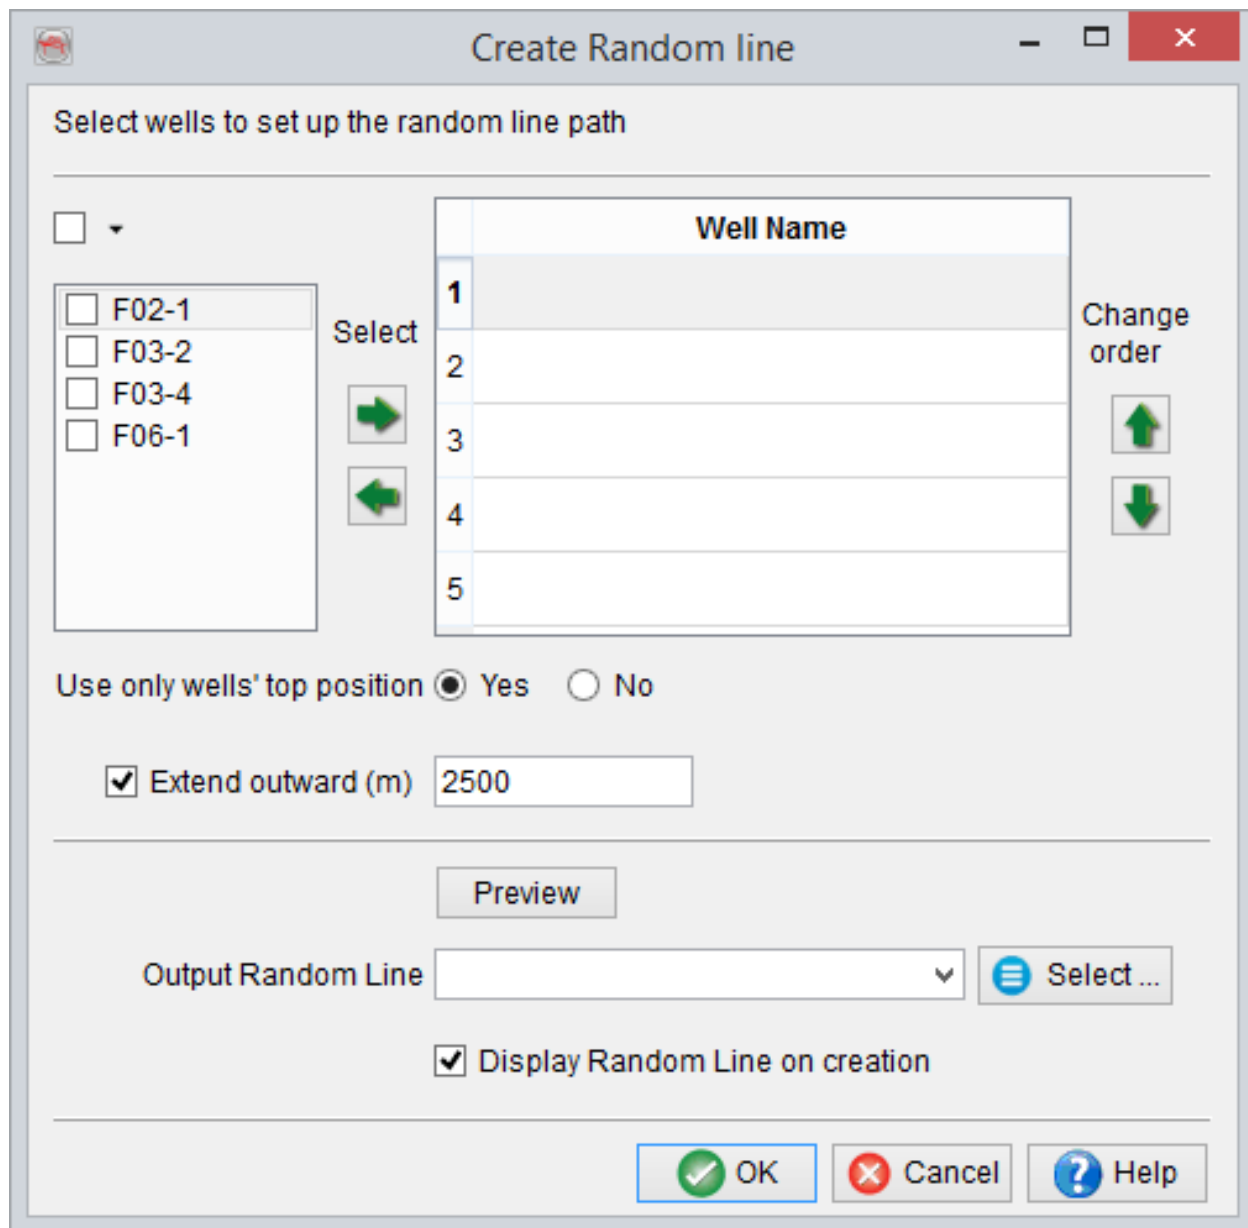 Create Random line
Select wells to set up the random line path
Well Name
F02-1
F03-2
F03-4
F06-1
Select
1
2
3
4
5
Change
order
Use only wells' top position Yes No
Extend outward (m) 2500
Preview
Output Random Line Select ...
Display Random Line on creation
OK Cancel Help